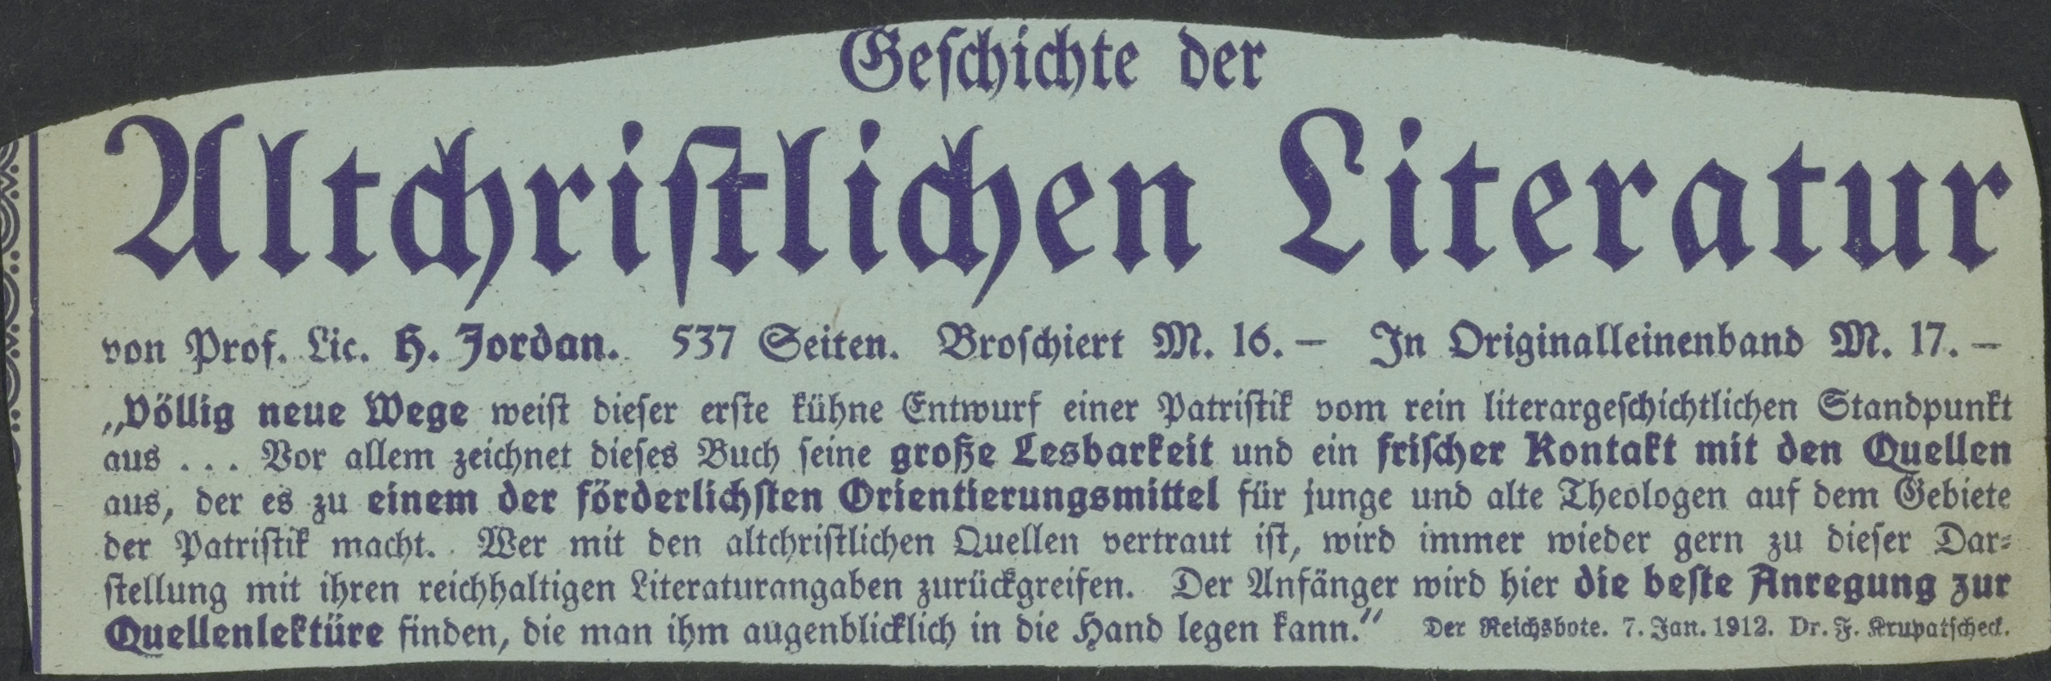 Geschichte der
Altchristlichen Literatur
von Prof. Lic. H. Jordan. 537 Seiten. Broschiert M. 16.— In Originalleinenband M. 17.—
„Völlig neue Wege weist dieser erste kühne Entwurf einer Patristik vom rein literargeschichtlichen Standpunkt
aus ... Vor allem zeichnet dieses Buch seine große Lesbarkeit und ein frischer Kontakt mit den Quellen
aus, der es zu einem der förderlichsten Orientierungsmittel für junge und alte Theologen auf dem Gebiete
der Patristik macht. Wer mit den altchristlichen Quellen vertraut ist, wird immer wieder gern zu dieser Dar-
stellung mit ihren reichhaltigen Literaturangaben zurückgreifen. Der Anfänger wird hier die beste Anregung zur
Quellenlektüre finden, die man ihm augenblicklich in die Hand legen kann.“ Der Reichsbote. 7. Jan. 1912. Dr. F. Krupatscheck.